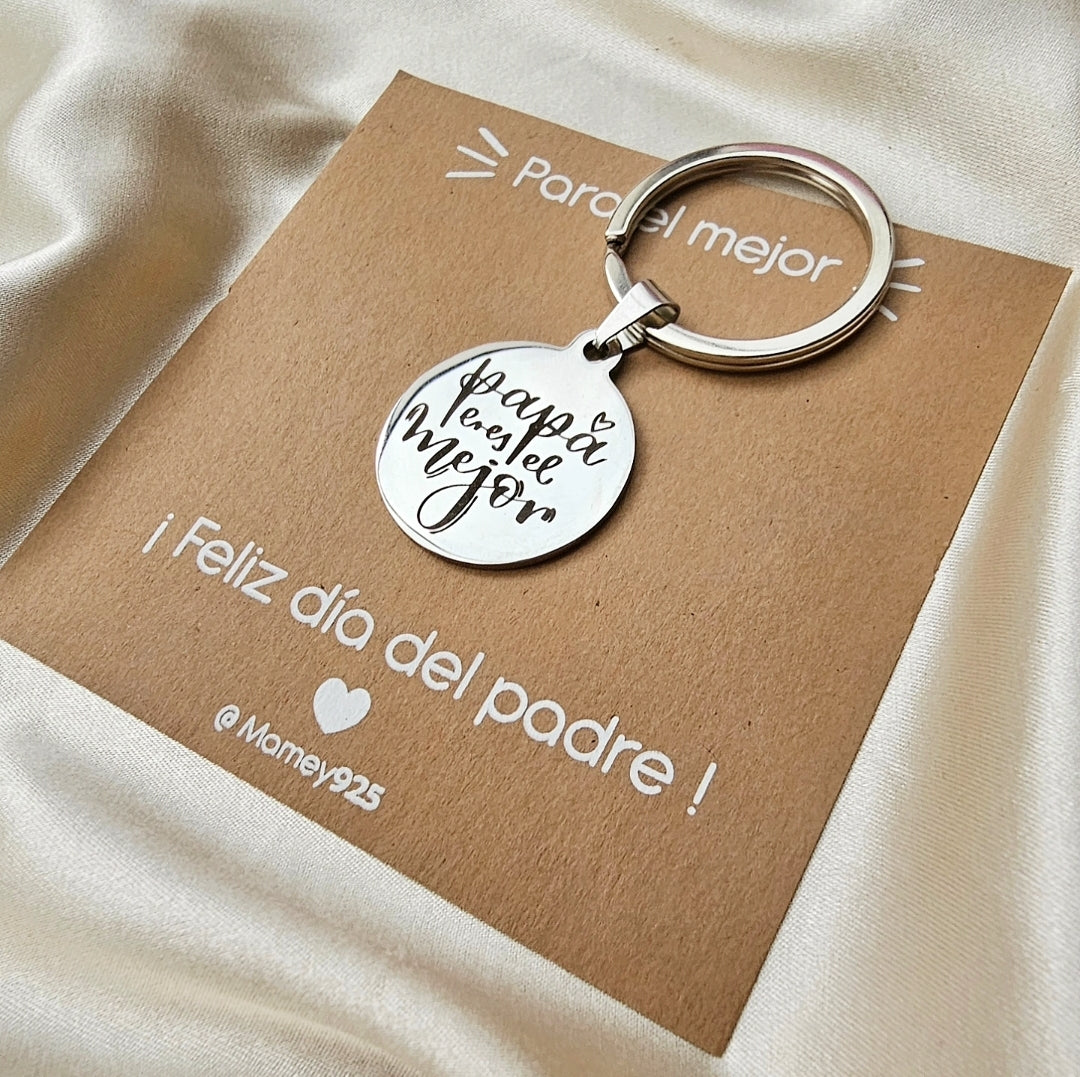 Para el mejor
papá
eres el
mejor
¡ Feliz día del padre !
@Mamey925